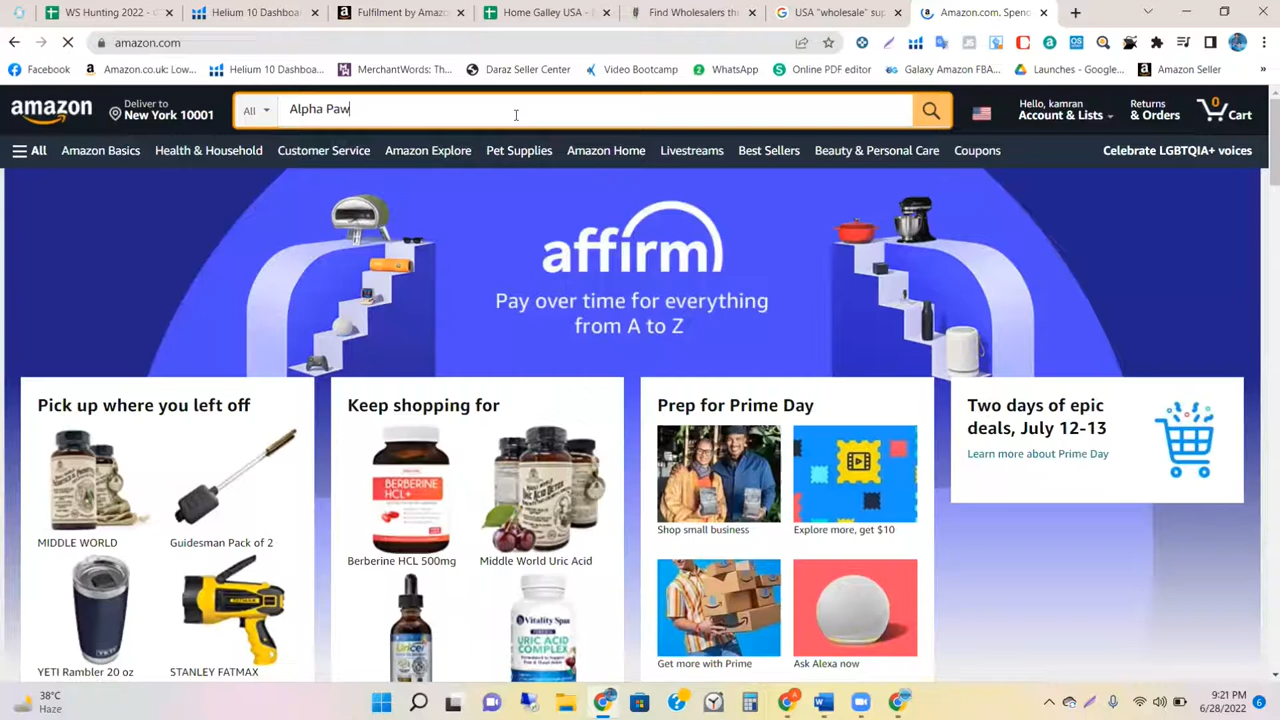 WS Hunting 2022 -
Helium 10 Dashboa
Fulfilment by Amazo
Home Galley USA -
Find Wholesalers th
USA "wholesale" sup
Amazon.com. Spend
amazon.com
Facebook
Amazon.co.uk: Low...
Helium 10 Dashboa...
MerchantWords: Th...
Daraz Seller Center
Video Bootcamp
WhatsApp
Online PDF editor
Galaxy Amazon FBA...
Launches - Google...
Amazon Seller
amazon
Deliver to
New York 10001
All
Alpha Paw
Hello, kamran
Account & Lists
Returns
& Orders
0
Cart
All
Amazon Basics
Health & Household
Customer Service
Amazon Explore
Pet Supplies
Amazon Home
Livestreams
Best Sellers
Beauty & Personal Care
Coupons
Celebrate LGBTQIA+ voices
affirm
Pay over time for everything
from A to Z
Pick up where you left off
MIDDLE WORLD
Guidesman Pack of 2
YETI Rambler 20 oz
STANLEY FATMAX
Keep shopping for
BERBERINE
HCL+
Berberine HCL 500mg
Middle World Uric Acid
Vitality Span
URIC ACID
COMPLEX
Prep for Prime Day
Shop small business
Explore more, get $10
Get more with Prime
Ask Alexa now
Two days of epic
deals, July 12-13
Learn more about Prime Day
38°C
Haze
9:21 PM
6/28/2022
6